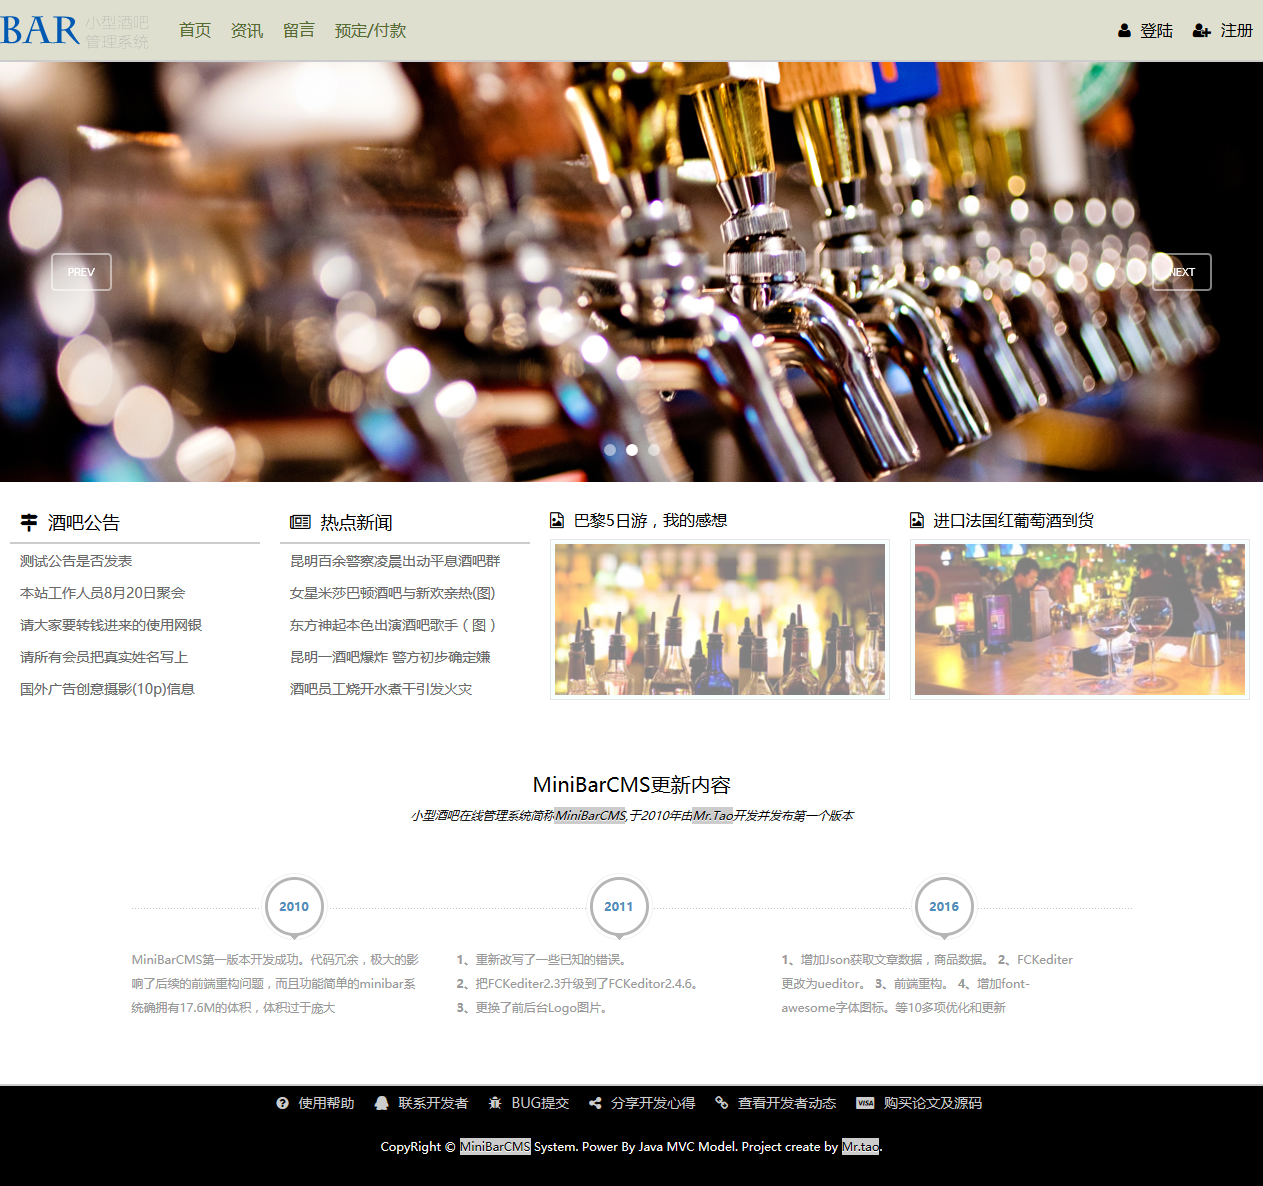 BAR 小型酒吧
管理系统
首页 资讯 留言 预定/付款 登陆 注册
PREV NEXT
酒吧公告
测试公告是否发表
本站工作人员8月20日聚会
请大家要转钱进来的使用网银
请所有会员把真实姓名写上
国外广告创意摄影(10p)信息
热点新闻
昆明百余警察凌晨出动平息酒吧群
女星米莎巴顿酒吧与新欢亲热(图)
东方神起本色出演酒吧歌手（图）
昆明一酒吧爆炸 警方初步确定嫌
酒吧员工烧开水煮干引发火灾
巴黎5日游，我的感想
进口法国红葡萄酒到货
MiniBarCMS更新内容
小型酒吧在线管理系统简称MiniBarCMS,于2010年由Mr.Tao开发并发布第一个版本
2010
MiniBarCMS第一版本开发成功。代码冗余，极大的影
响了后续的前端重构问题，而且功能简单的minibar系
统确拥有17.6M的体积，体积过于庞大
2011
1、重新改写了一些已知的错误。
2、把FCKediter2.3升级到了FCKeditor2.4.6。
3、更换了前后台Logo图片。
2016
1、增加Json获取文章数据，商品数据。 2、FCKediter
更改为ueditor。 3、前端重构。 4、增加font-
awesome字体图标。等10多项优化和更新
使用帮助 联系开发者 BUG提交 分享开发心得 查看开发者动态 VISA 购买论文及源码
CopyRight © MiniBarCMS System. Power By Java MVC Model. Project create by Mr.tao.